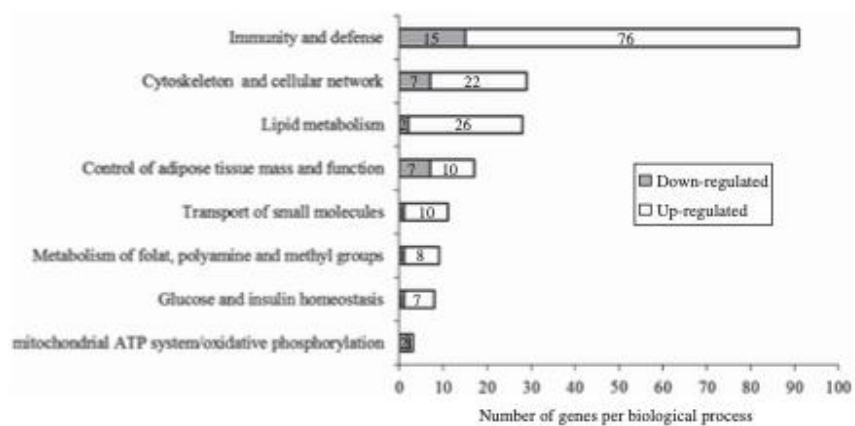 Immunity and defense 15 76
Cytoskeleton and cellular network 7 22
Lipid metabolism 2 26
Control of adipose tissue mass and function 7 10
Down-regulated
Transport of small molecules 10
Up-regulated
Metabolism of folat, polyamine and methyl groups 8
Glucose and insulin homeostasis 7
mitochondrial ATP system/oxidative phosphorylation 2
0 10 20 30 40 50 60 70 80 90 100
Number of genes per biological process